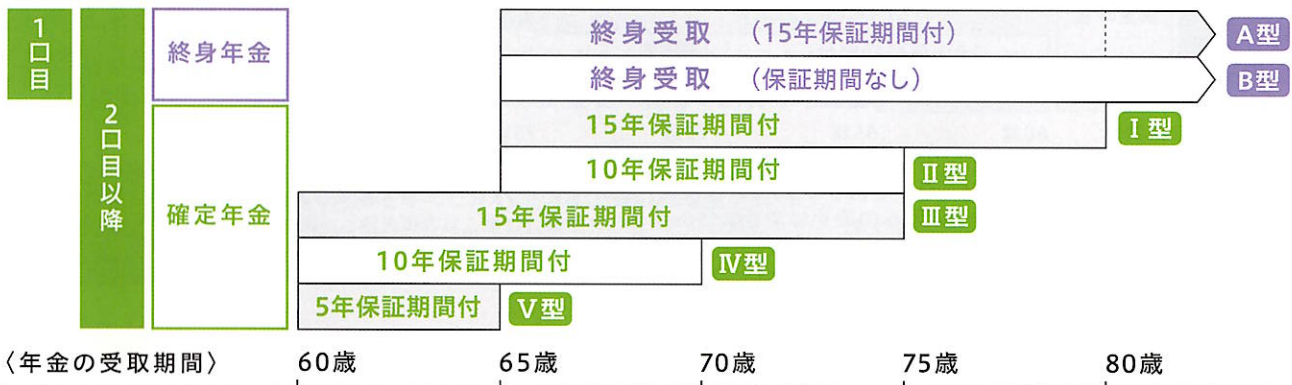 1口目
2口目以降
終身年金
終身受取 (15年保証期間付) A型
終身受取 (保証期間なし) B型
確定年金
15年保証期間付 Ⅰ型
10年保証期間付 Ⅱ型
15年保証期間付 Ⅲ型
10年保証期間付 Ⅳ型
5年保証期間付 Ⅴ型
〈年金の受取期間〉 60歳 65歳 70歳 75歳 80歳